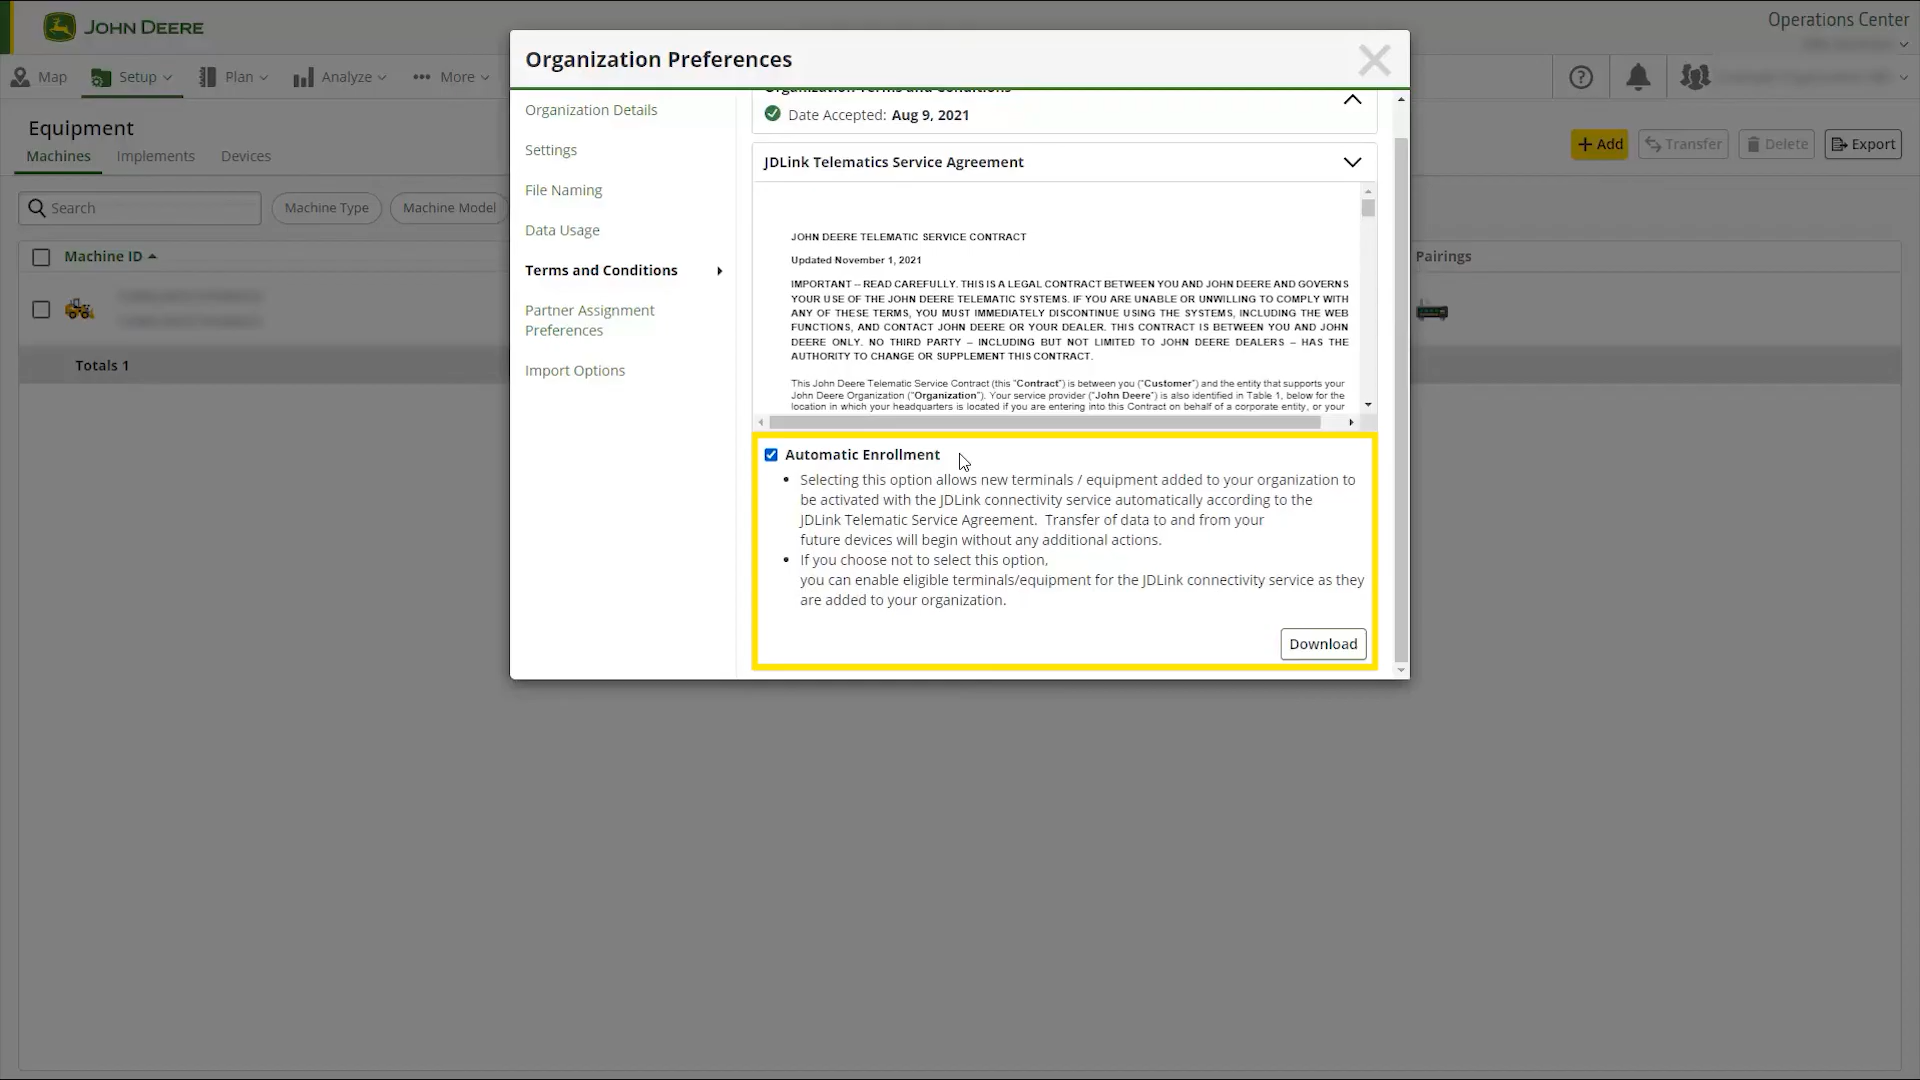 JOHN DEERE
Operations Center
Map
Setup
Plan
Analyze
More
Equipment
Machines
Implements
Devices
Add
Transfer
Delete
Export
Search
Machine Type
Machine Model
Machine ID
Pairings
Totals 1
Organization Preferences
Organization Details
Settings
File Naming
Data Usage
Terms and Conditions
Partner Assignment
Preferences
Import Options
Organization Terms and Conditions
Date Accepted: Aug 9, 2021
JDLink Telematics Service Agreement
JOHN DEERE TELEMATIC SERVICE CONTRACT
Updated November 1, 2021
IMPORTANT – READ CAREFULLY. THIS IS A LEGAL CONTRACT BETWEEN YOU AND JOHN DEERE AND GOVERNS
YOUR USE OF THE JOHN DEERE TELEMATIC SYSTEMS. IF YOU ARE UNABLE OR UNWILLING TO COMPLY WITH
ANY OF THESE TERMS, YOU MUST IMMEDIATELY DISCONTINUE USING THE SYSTEMS, INCLUDING THE WEB
FUNCTIONS, AND CONTACT JOHN DEERE OR YOUR DEALER. THIS CONTRACT IS BETWEEN YOU AND JOHN
DEERE ONLY. NO THIRD PARTY – INCLUDING BUT NOT LIMITED TO JOHN DEERE DEALERS – HAS THE
AUTHORITY TO CHANGE OR SUPPLEMENT THIS CONTRACT.
This John Deere Telematic Service Contract (this "Contract") is between you ("Customer") and the entity that supports your
John Deere Organization ("Organization"). Your service provider ("John Deere") is also identified in Table 1, below for the
location in which your headquarters is located if you are entering into this Contract on behalf of a corporate entity, or your
Automatic Enrollment
• Selecting this option allows new terminals / equipment added to your organization to
be activated with the JDLink connectivity service automatically according to the
JDLink Telematic Service Agreement. Transfer of data to and from your
future devices will begin without any additional actions.
• If you choose not to select this option,
you can enable eligible terminals/equipment for the JDLink connectivity service as they
are added to your organization.
Download